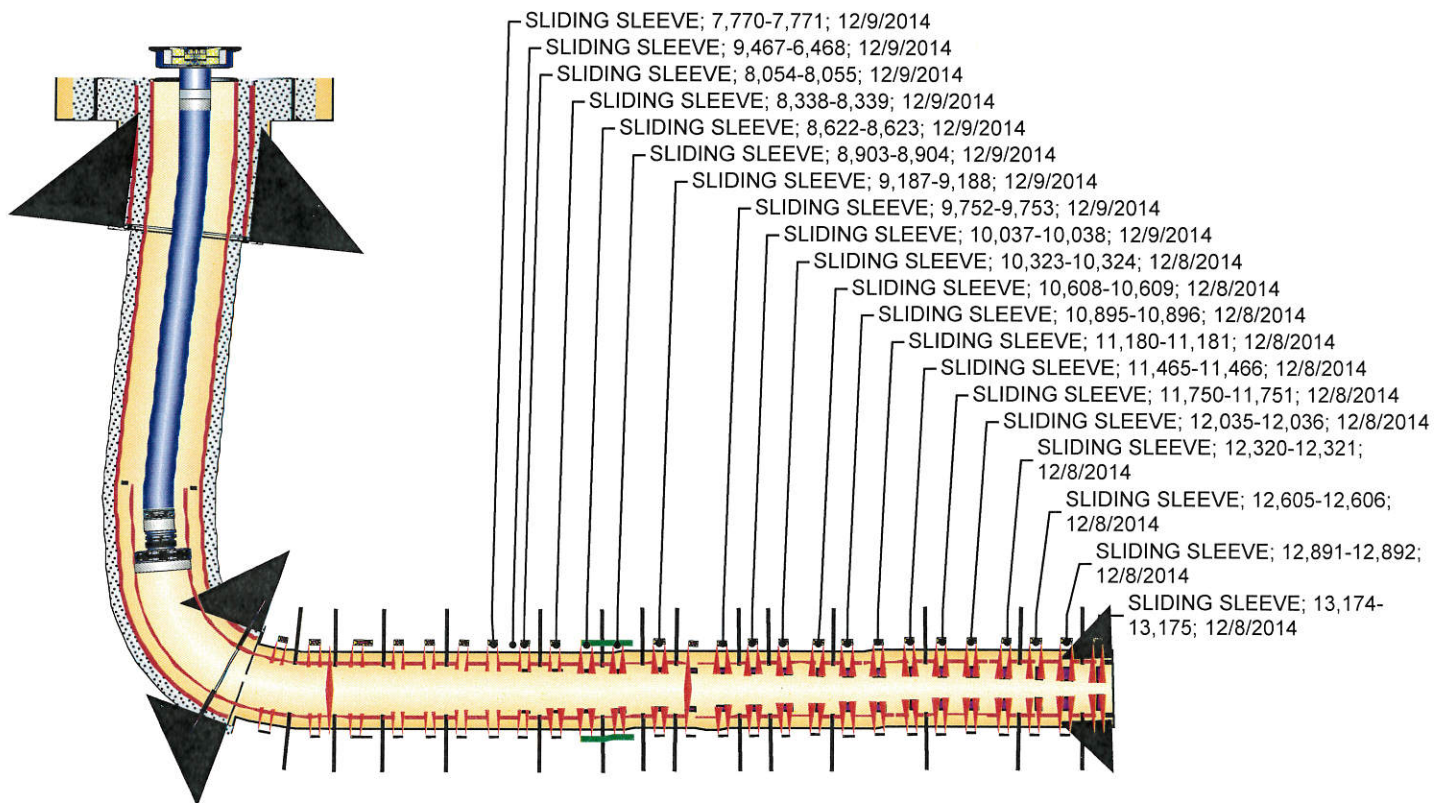 SLIDING SLEEVE; 7,770-7,771; 12/9/2014
SLIDING SLEEVE; 9,467-6,468; 12/9/2014
SLIDING SLEEVE; 8,054-8,055; 12/9/2014
SLIDING SLEEVE; 8,338-8,339; 12/9/2014
SLIDING SLEEVE; 8,622-8,623; 12/9/2014
SLIDING SLEEVE; 8,903-8,904; 12/9/2014
SLIDING SLEEVE; 9,187-9,188; 12/9/2014
SLIDING SLEEVE; 9,752-9,753; 12/9/2014
SLIDING SLEEVE; 10,037-10,038; 12/9/2014
SLIDING SLEEVE; 10,323-10,324; 12/8/2014
SLIDING SLEEVE; 10,608-10,609; 12/8/2014
SLIDING SLEEVE; 10,895-10,896; 12/8/2014
SLIDING SLEEVE; 11,180-11,181; 12/8/2014
SLIDING SLEEVE; 11,465-11,466; 12/8/2014
SLIDING SLEEVE; 11,750-11,751; 12/8/2014
SLIDING SLEEVE; 12,035-12,036; 12/8/2014
SLIDING SLEEVE; 12,320-12,321;
12/8/2014
SLIDING SLEEVE; 12,605-12,606;
12/8/2014
SLIDING SLEEVE; 12,891-12,892;
12/8/2014
SLIDING SLEEVE; 13,174-
13,175; 12/8/2014